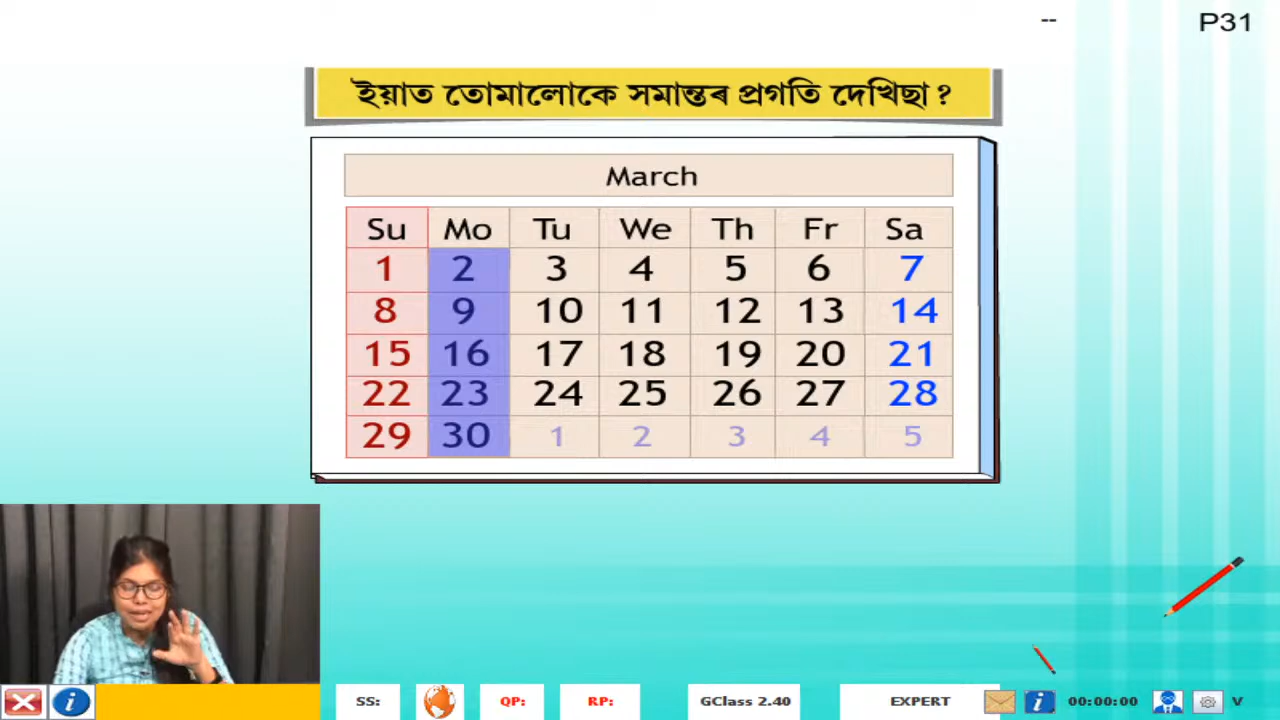 -- P31
ইয়াত তোমালোকে সমান্তৰ প্ৰগতি দেখিছা?
March
Su Mo Tu We Th Fr Sa
1 2 3 4 5 6 7
8 9 10 11 12 13 14
15 16 17 18 19 20 21
22 23 24 25 26 27 28
29 30 1 2 3 4 5
SS: QP: RP: GClass 2.40 EXPERT 00:00:00 V